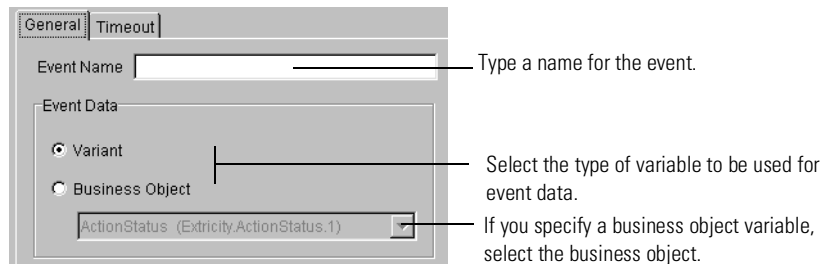 General Timeout
Event Name
Type a name for the event.
Event Data
Variant
Business Object
Select the type of variable to be used for
event data.
ActionStatus (Extricity.ActionStatus.1)
If you specify a business object variable,
select the business object.